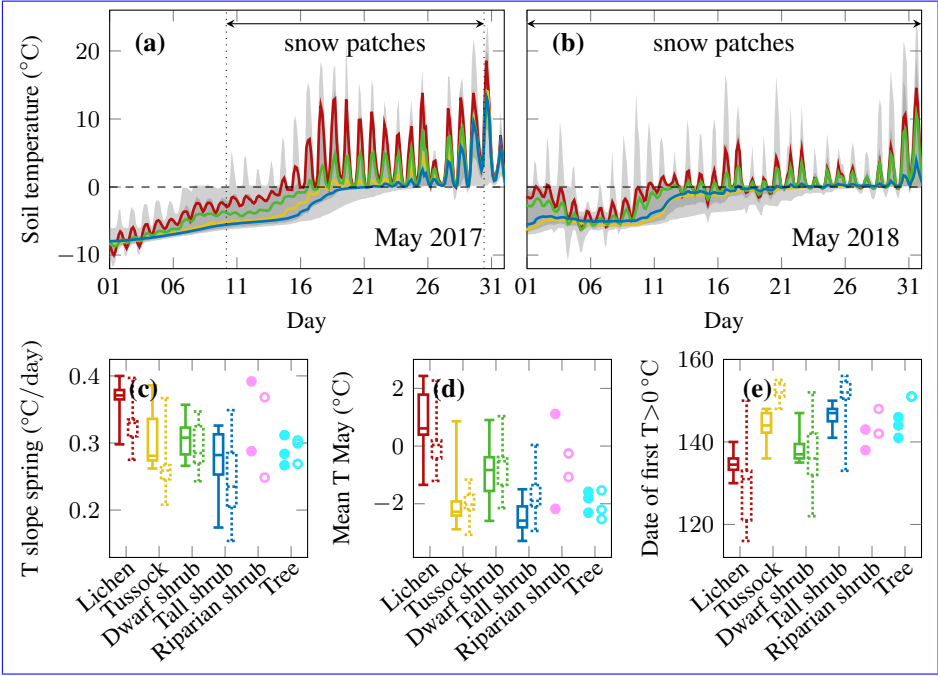 (a)
snow patches
(b)
snow patches
Soil temperature (°C)
20
10
0
−10
May 2017
May 2018
01 06 11 16 21 26 31
01 06 11 16 21 26 31
Day
Day
T slope spring (°C/day)
0.4
0.3
0.2
(c)
Lichen
Tussock
Dwarf shrub
Tall shrub
Riparian shrub
Tree
Mean T May (°C)
2
0
−2
(d)
Lichen
Tussock
Dwarf shrub
Tall shrub
Riparian shrub
Tree
Date of first T>0 °C
160
140
120
(e)
Lichen
Tussock
Dwarf shrub
Tall shrub
Riparian shrub
Tree